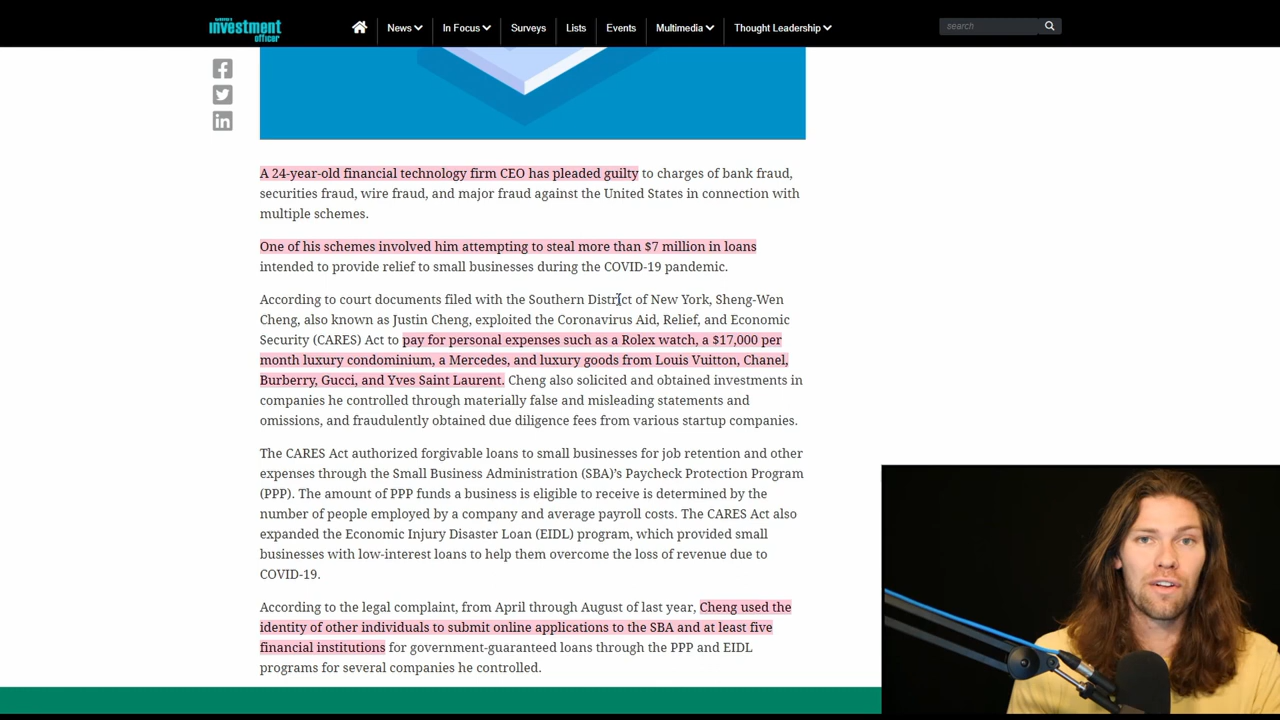 investment
officer
News
In Focus
Surveys
Lists
Events
Multimedia
Thought Leadership
search
A 24-year-old financial technology firm CEO has pleaded guilty to charges of bank fraud,
securities fraud, wire fraud, and major fraud against the United States in connection with
multiple schemes.
One of his schemes involved him attempting to steal more than $7 million in loans
intended to provide relief to small businesses during the COVID-19 pandemic.
According to court documents filed with the Southern District of New York, Sheng-Wen
Cheng, also known as Justin Cheng, exploited the Coronavirus Aid, Relief, and Economic
Security (CARES) Act to pay for personal expenses such as a Rolex watch, a $17,000 per
month luxury condominium, a Mercedes, and luxury goods from Louis Vuitton, Chanel,
Burberry, Gucci, and Yves Saint Laurent. Cheng also solicited and obtained investments in
companies he controlled through materially false and misleading statements and
omissions, and fraudulently obtained due diligence fees from various startup companies.
The CARES Act authorized forgivable loans to small businesses for job retention and other
expenses through the Small Business Administration (SBA)'s Paycheck Protection Program
(PPP). The amount of PPP funds a business is eligible to receive is determined by the
number of people employed by a company and average payroll costs. The CARES Act also
expanded the Economic Injury Disaster Loan (EIDL) program, which provided small
businesses with low-interest loans to help them overcome the loss of revenue due to
COVID-19.
According to the legal complaint, from April through August of last year, Cheng used the
identity of other individuals to submit online applications to the SBA and at least five
financial institutions for government-guaranteed loans through the PPP and EIDL
programs for several companies he controlled.